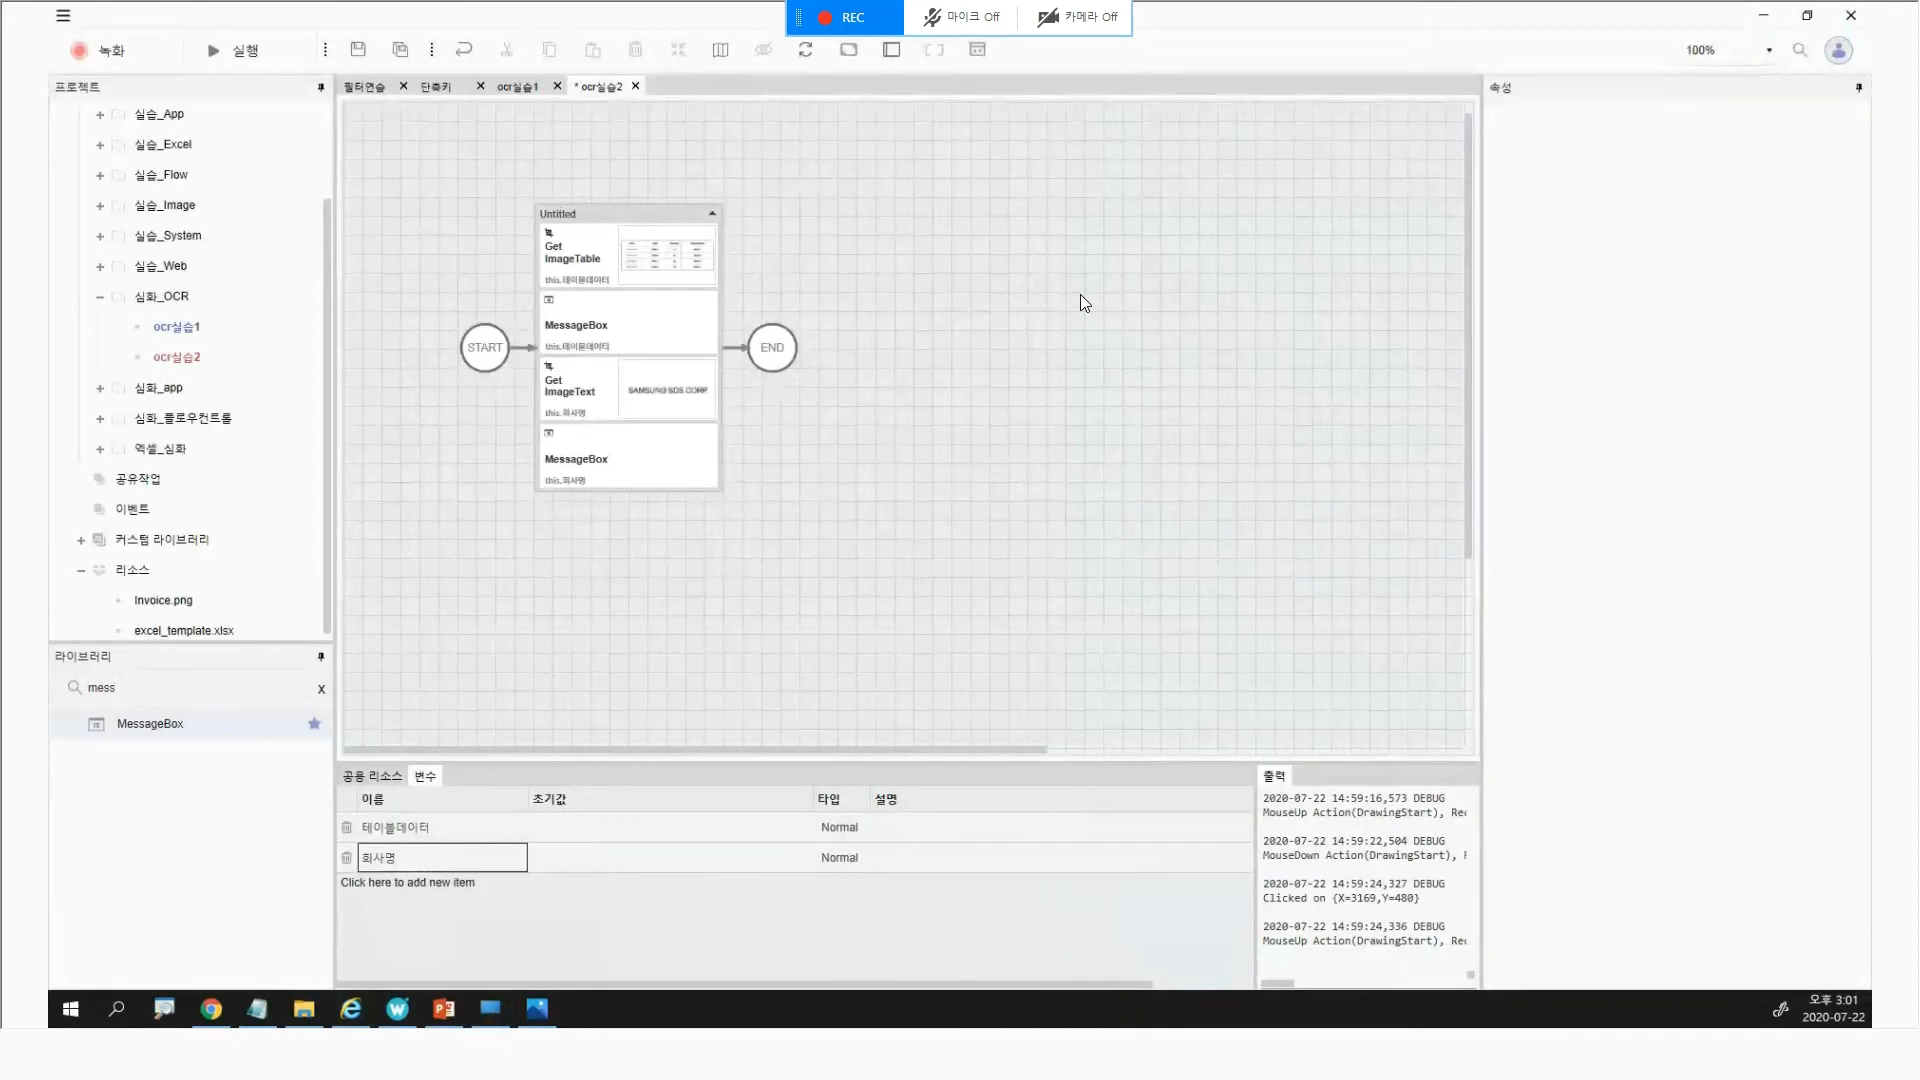 REC
마이크 Off
카메라 Off
녹화
실행
100%
프로젝트
실습_App
실습_Excel
실습_Flow
실습_Image
실습_System
실습_Web
심화_OCR
ocr실습1
ocr실습2
심화_app
심화_플로우컨트롤
엑셀_심화
공유작업
이벤트
커스텀 라이브러리
리소스
Invoice.png
excel_template.xlsx
라이브러리
mess
X
MessageBox
필터연습
단축키
ocr실습1
* ocr실습2
Untitled
Get
ImageTable
this.테이블데이터
MessageBox
this.테이블데이터
Get
ImageText
SAMSUNG SDS CORP.
this.회사명
MessageBox
this.회사명
START
END
속성
공용 리소스
변수
이름
초기값
타입
설명
테이블데이터
Normal
회사명
Normal
Click here to add new item
출력
2020-07-22 14:59:16,573 DEBUG
MouseUp Action(DrawingStart), Rec
2020-07-22 14:59:22,504 DEBUG
MouseDown Action(DrawingStart),
2020-07-22 14:59:24,327 DEBUG
Clicked on {X=3169,Y=480}
2020-07-22 14:59:24,336 DEBUG
MouseUp Action(DrawingStart), Rec
오후 3:01
2020-07-22